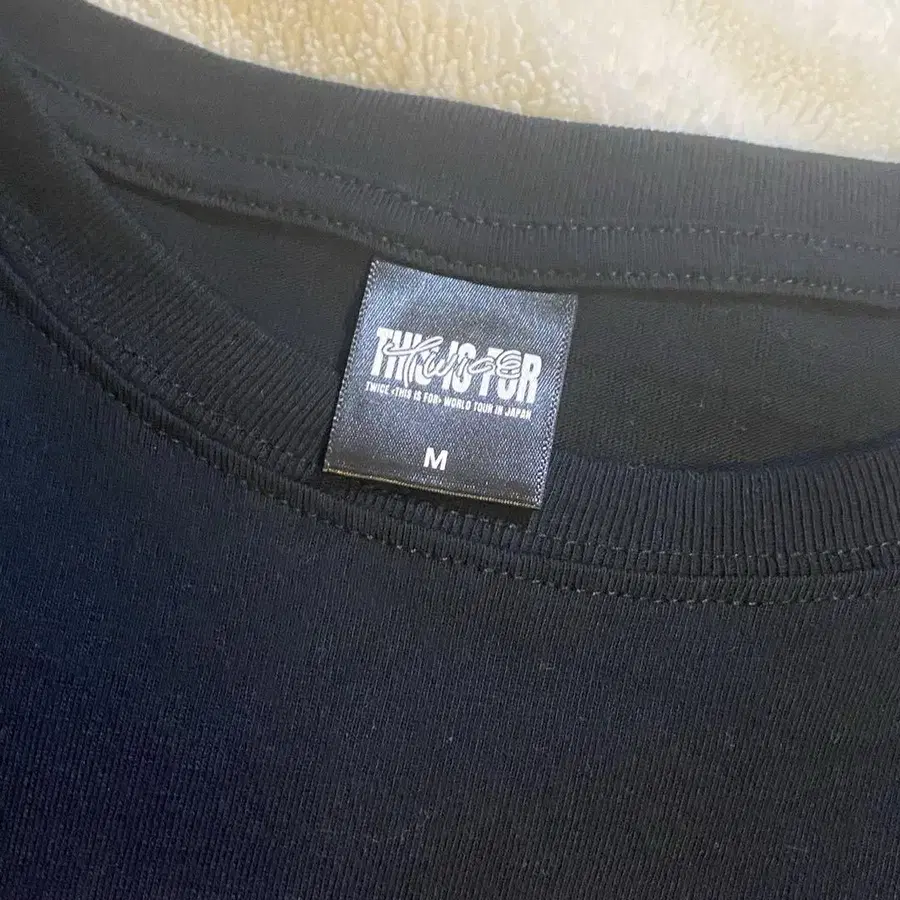 THIS IS FOR
TWICE
TWICE <THIS IS FOR> WORLD TOUR IN JAPAN
M